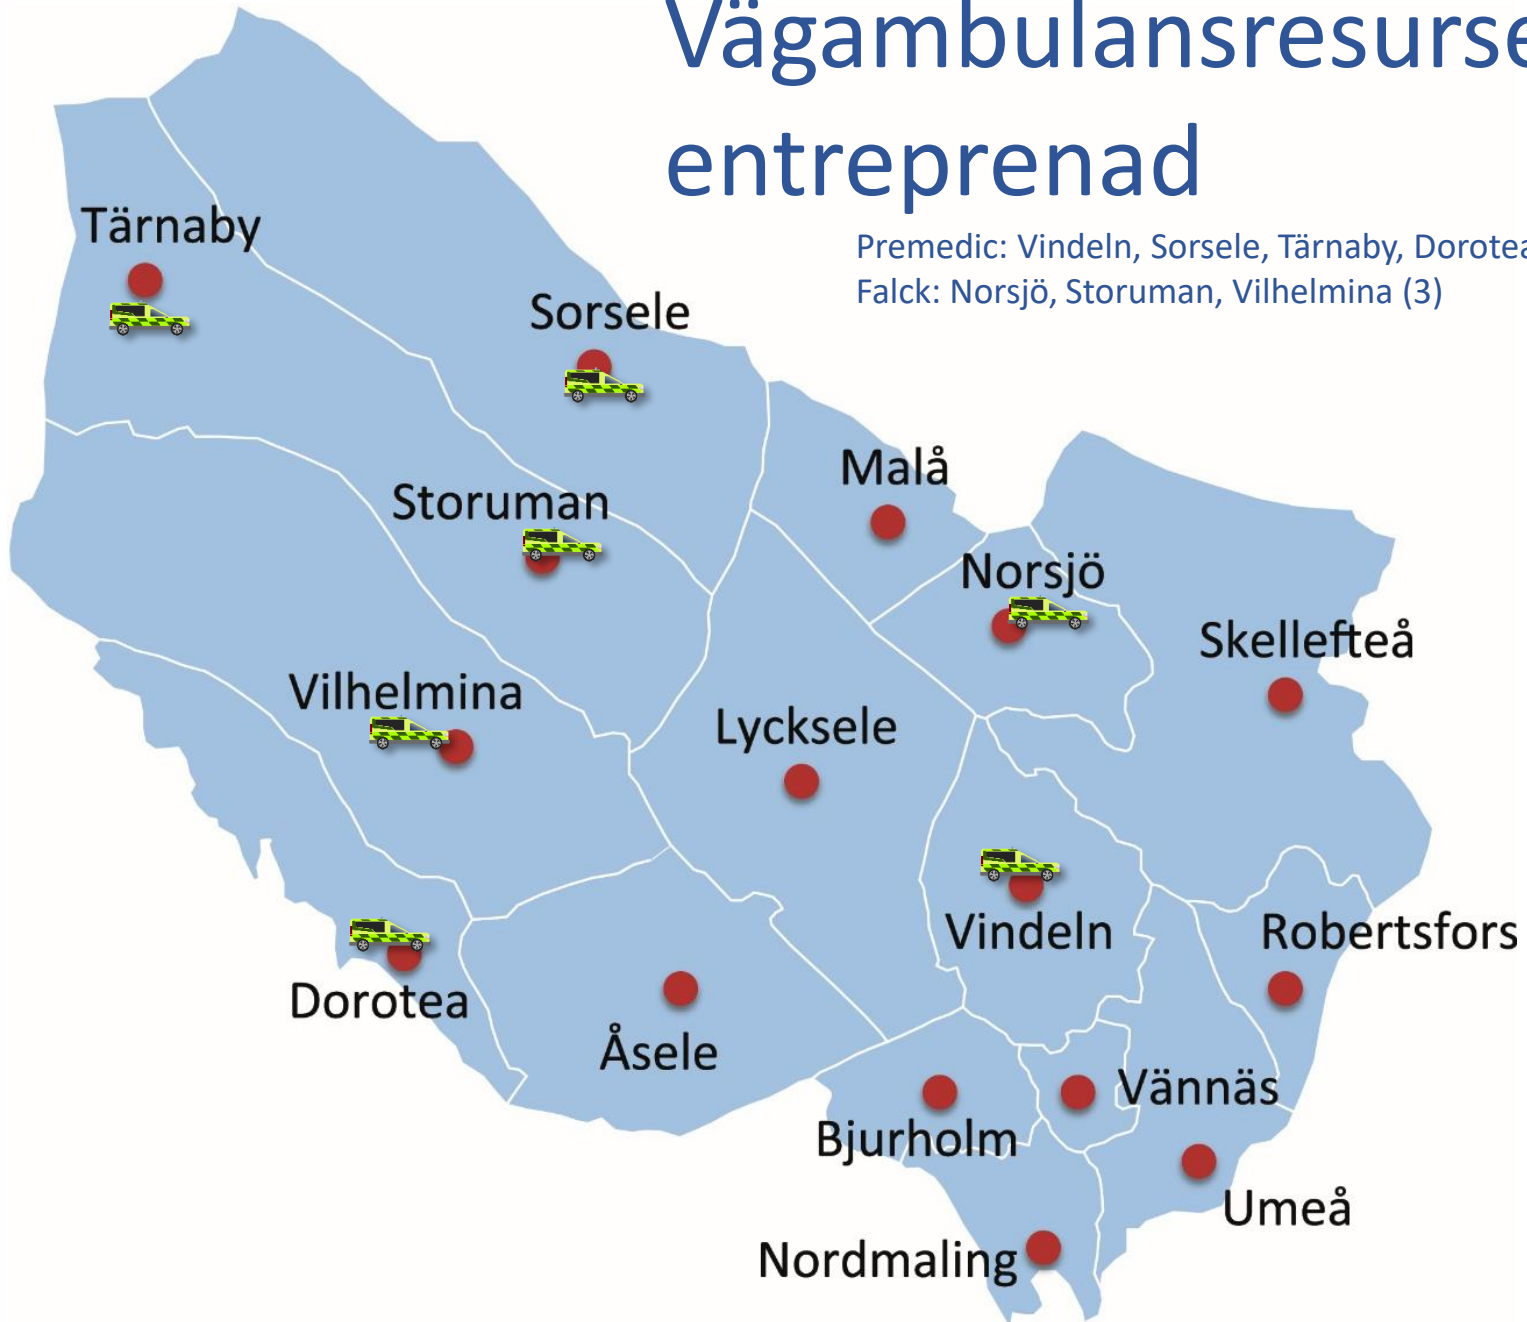 Vägambulansresurse
entreprenad
Premedic: Vindeln, Sorsele, Tärnaby, Dorotea
Falck: Norsjö, Storuman, Vilhelmina (3)
Tärnaby
Sorsele
Malå
Storuman
Norsjö
Skellefteå
Vilhelmina
Lycksele
Vindeln
Robertsfors
Dorotea
Åsele
Vännäs
Bjurholm
Umeå
Nordmaling